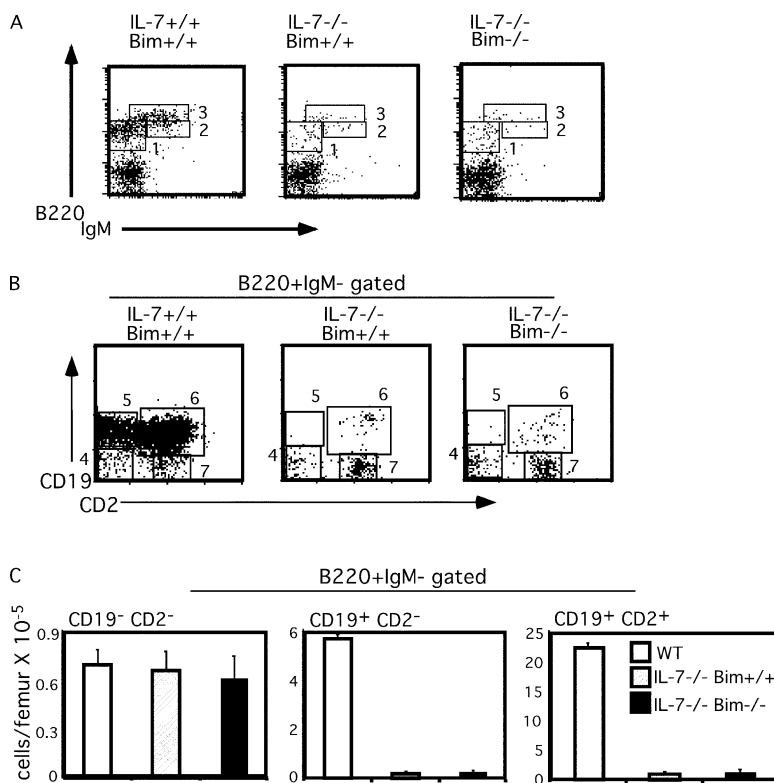 A
IL-7+/+ IL-7-/- IL-7-/-
Bim+/+ Bim+/+ Bim-/-
3 3 3
2 2 2
1 1 1
B220
IgM
B
B220+IgM- gated
IL-7+/+ IL-7-/- IL-7-/-
Bim+/+ Bim+/+ Bim-/-
5 6 5 6 5 6
4 7 4 7 4 7
CD19
CD2
C
B220+IgM- gated
CD19- CD2- CD19+ CD2- CD19+ CD2+
cells/femur X 10-5
0.9 6 25
0.6 4 20
0.3 2 15
0 0 10
5
0
WT
IL-7-/- Bim+/+
IL-7-/- Bim-/-